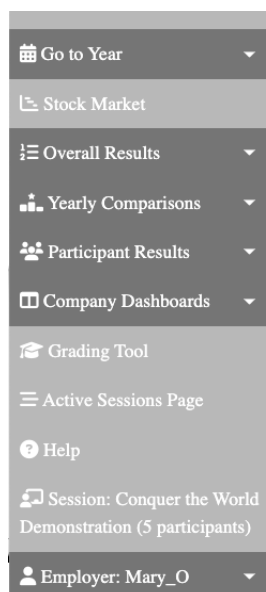 Go to Year
Stock Market
Overall Results
Yearly Comparisons
Participant Results
Company Dashboards
Grading Tool
Active Sessions Page
Help
Session: Conquer the World
Demonstration (5 participants)
Employer: Mary_O